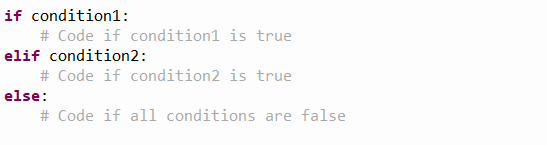 if condition1:
    # Code if condition1 is true
elif condition2:
    # Code if condition2 is true
else:
    # Code if all conditions are false